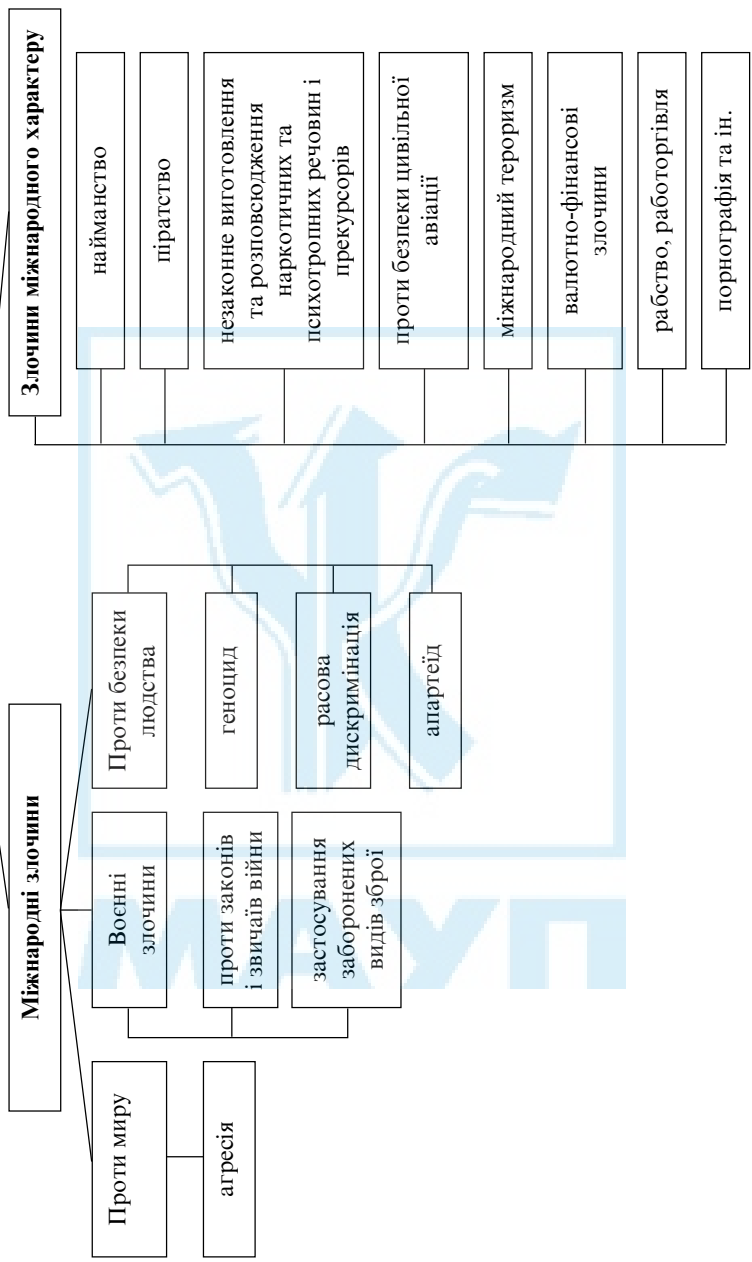 Міжнародні злочини
Проти миру
агресія
Воєнні
злочини
проти законів
і звичаїв війни
застосування
заборонених
видів зброї
Проти безпеки
людства
геноцид
расова
дискримінація
апартеїд
Злочини міжнародного характеру
найманство
піратство
незаконне виготовлення
та розповсюдження
наркотичних та
психотропних речовин і
прекурсорів
проти безпеки цивільної
авіації
міжнародний тероризм
валютно-фінансові
злочини
рабство, работоргівля
порнографія та ін.
МАУП